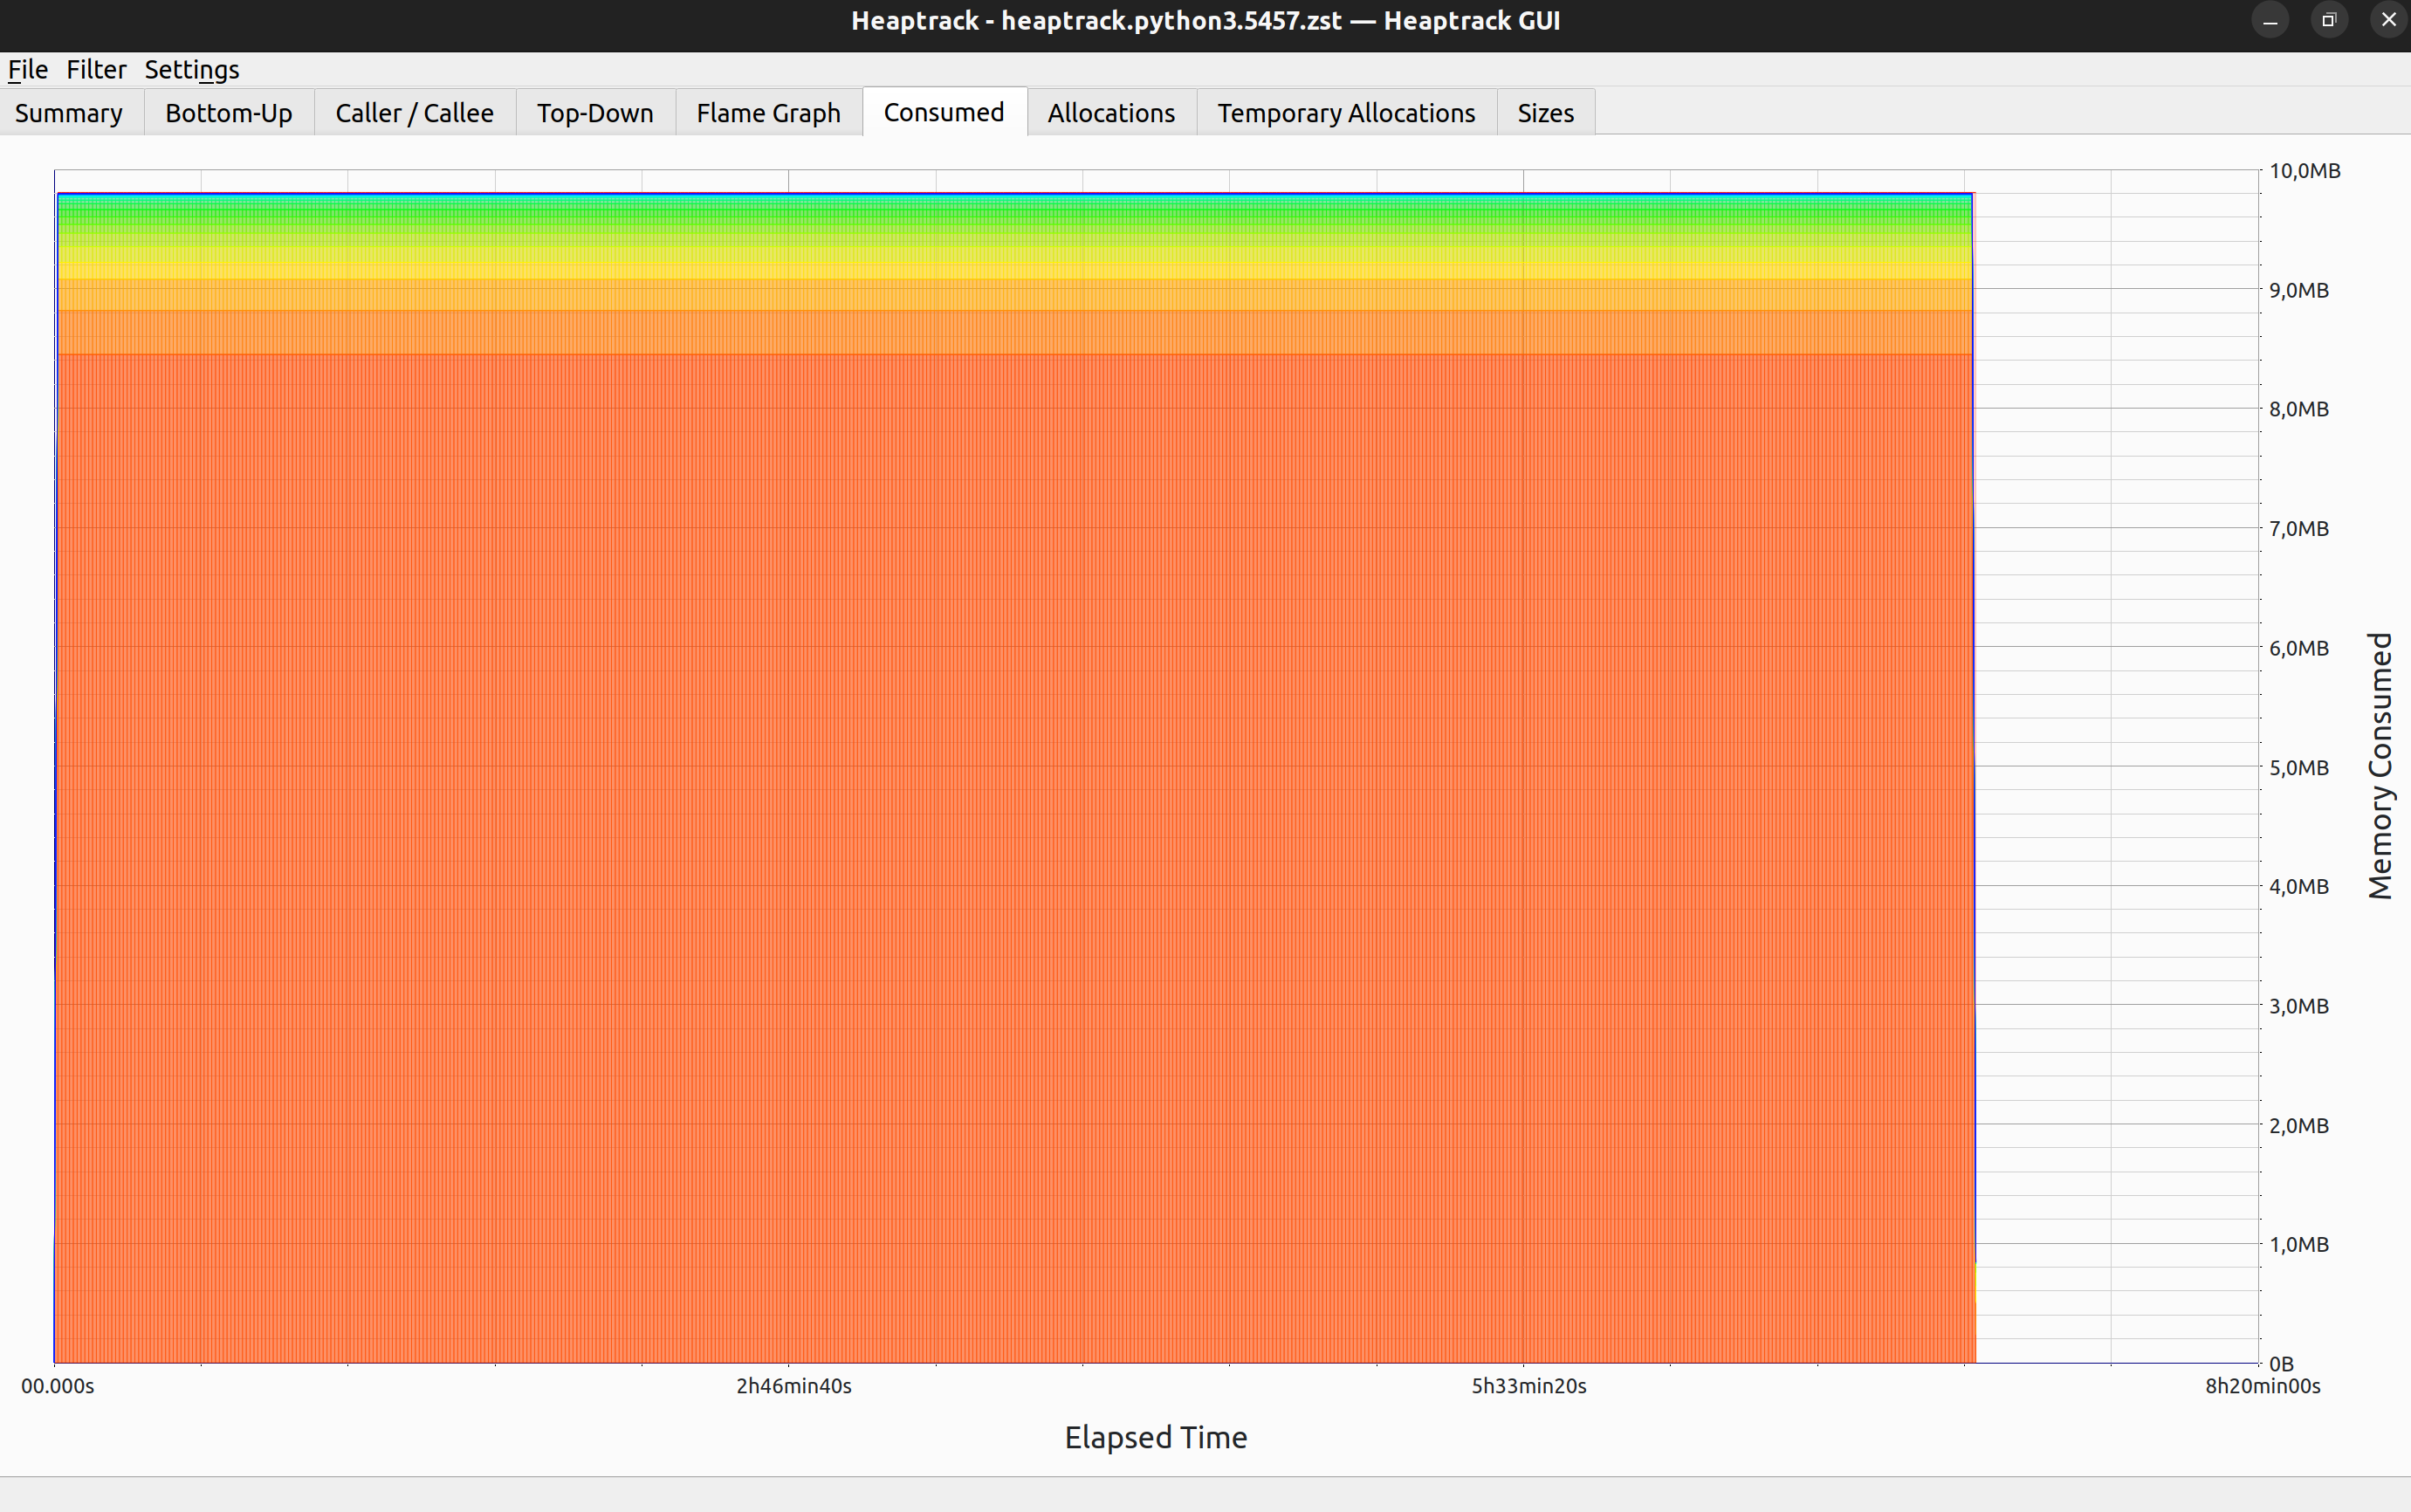 Heaptrack - heaptrack.python3.5457.zst — Heaptrack GUI
File Filter Settings
Summary Bottom-Up Caller / Callee Top-Down Flame Graph Consumed Allocations Temporary Allocations Sizes
10,0MB
9,0MB
8,0MB
7,0MB
6,0MB
5,0MB
4,0MB
3,0MB
2,0MB
1,0MB
0B
Memory Consumed
00.000s 2h46min40s 5h33min20s 8h20min00s
Elapsed Time